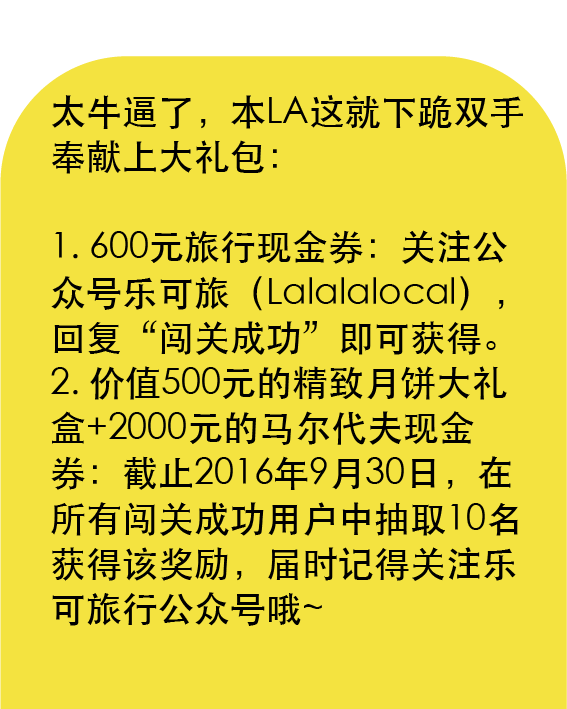 太牛逼了，本LA这就下跪双手
奉献上大礼包：
1. 600元旅行现金券：关注公
众号乐可旅（Lalalalocal），
回复“闯关成功”即可获得。
2. 价值500元的精致月饼大礼
盒+2000元的马尔代夫现金
券：截止2016年9月30日，在
所有闯关成功用户中抽取10名
获得该奖励，届时记得关注乐
可旅行公众号哦~